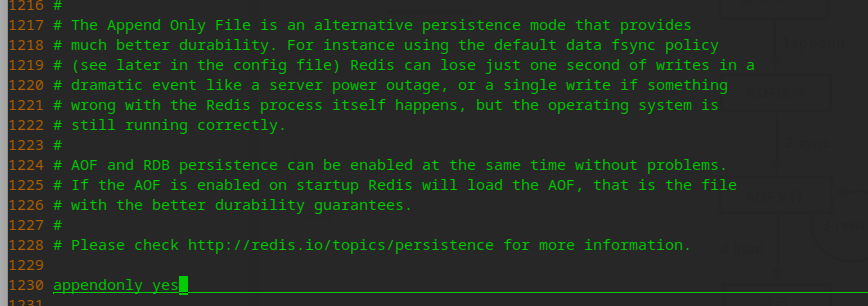 1216 #
1217 # The Append Only File is an alternative persistence mode that provides
1218 # much better durability. For instance using the default data fsync policy
1219 # (see later in the config file) Redis can lose just one second of writes in a
1220 # dramatic event like a server power outage, or a single write if something
1221 # wrong with the Redis process itself happens, but the operating system is
1222 # still running correctly.
1223 #
1224 # AOF and RDB persistence can be enabled at the same time without problems.
1225 # If the AOF is enabled on startup Redis will load the AOF, that is the file
1226 # with the better durability guarantees.
1227 #
1228 # Please check http://redis.io/topics/persistence for more information.
1229
1230 appendonly yes
1231